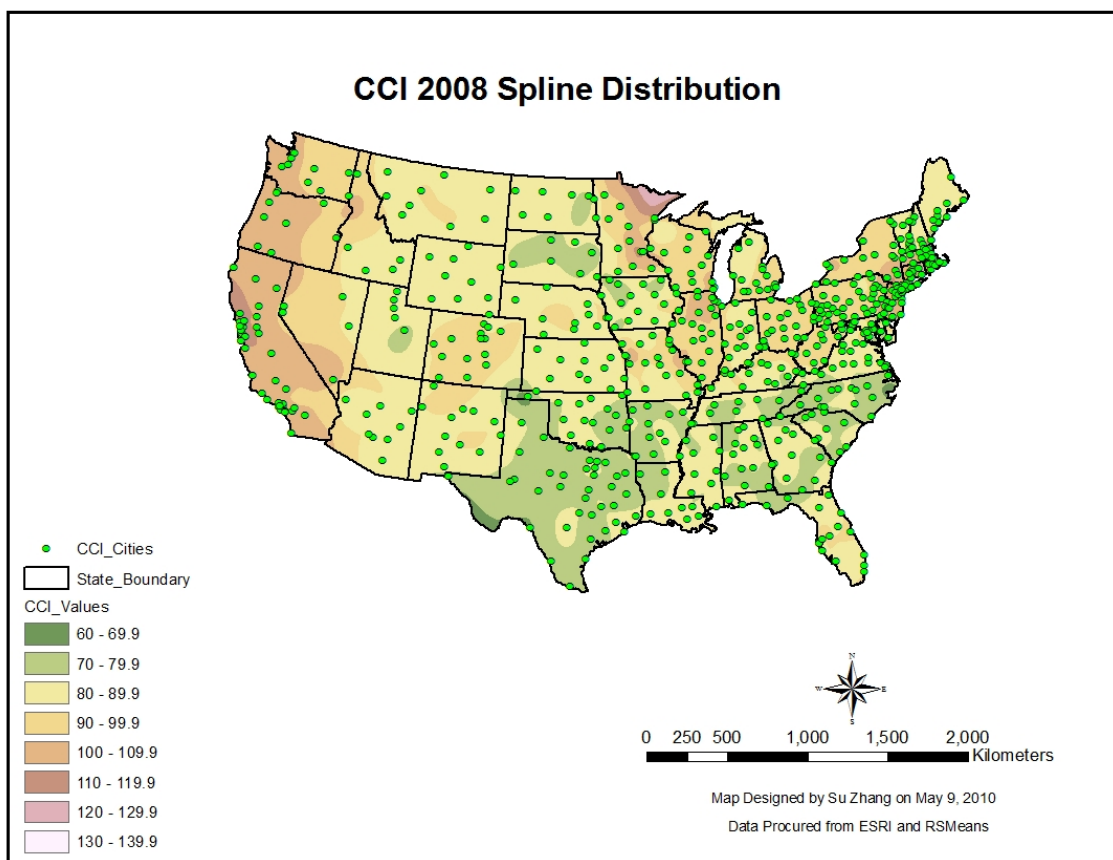 CCI 2008 Spline Distribution
CCI_Cities
State_Boundary
CCI_Values
60 - 69.9
70 - 79.9
80 - 89.9
90 - 99.9
100 - 109.9
110 - 119.9
120 - 129.9
130 - 139.9
N
W E
S
0 250 500 1,000 1,500 2,000
Kilometers
Map Designed by Su Zhang on May 9, 2010
Data Procured from ESRI and RSMeans